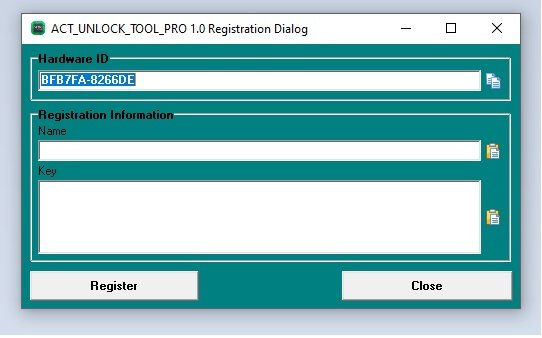 ACT_UNLOCK_TOOL_PRO 1.0 Registration Dialog
Hardware ID
BFB7FA-8266DE
Registration Information
Name
Key
Register
Close